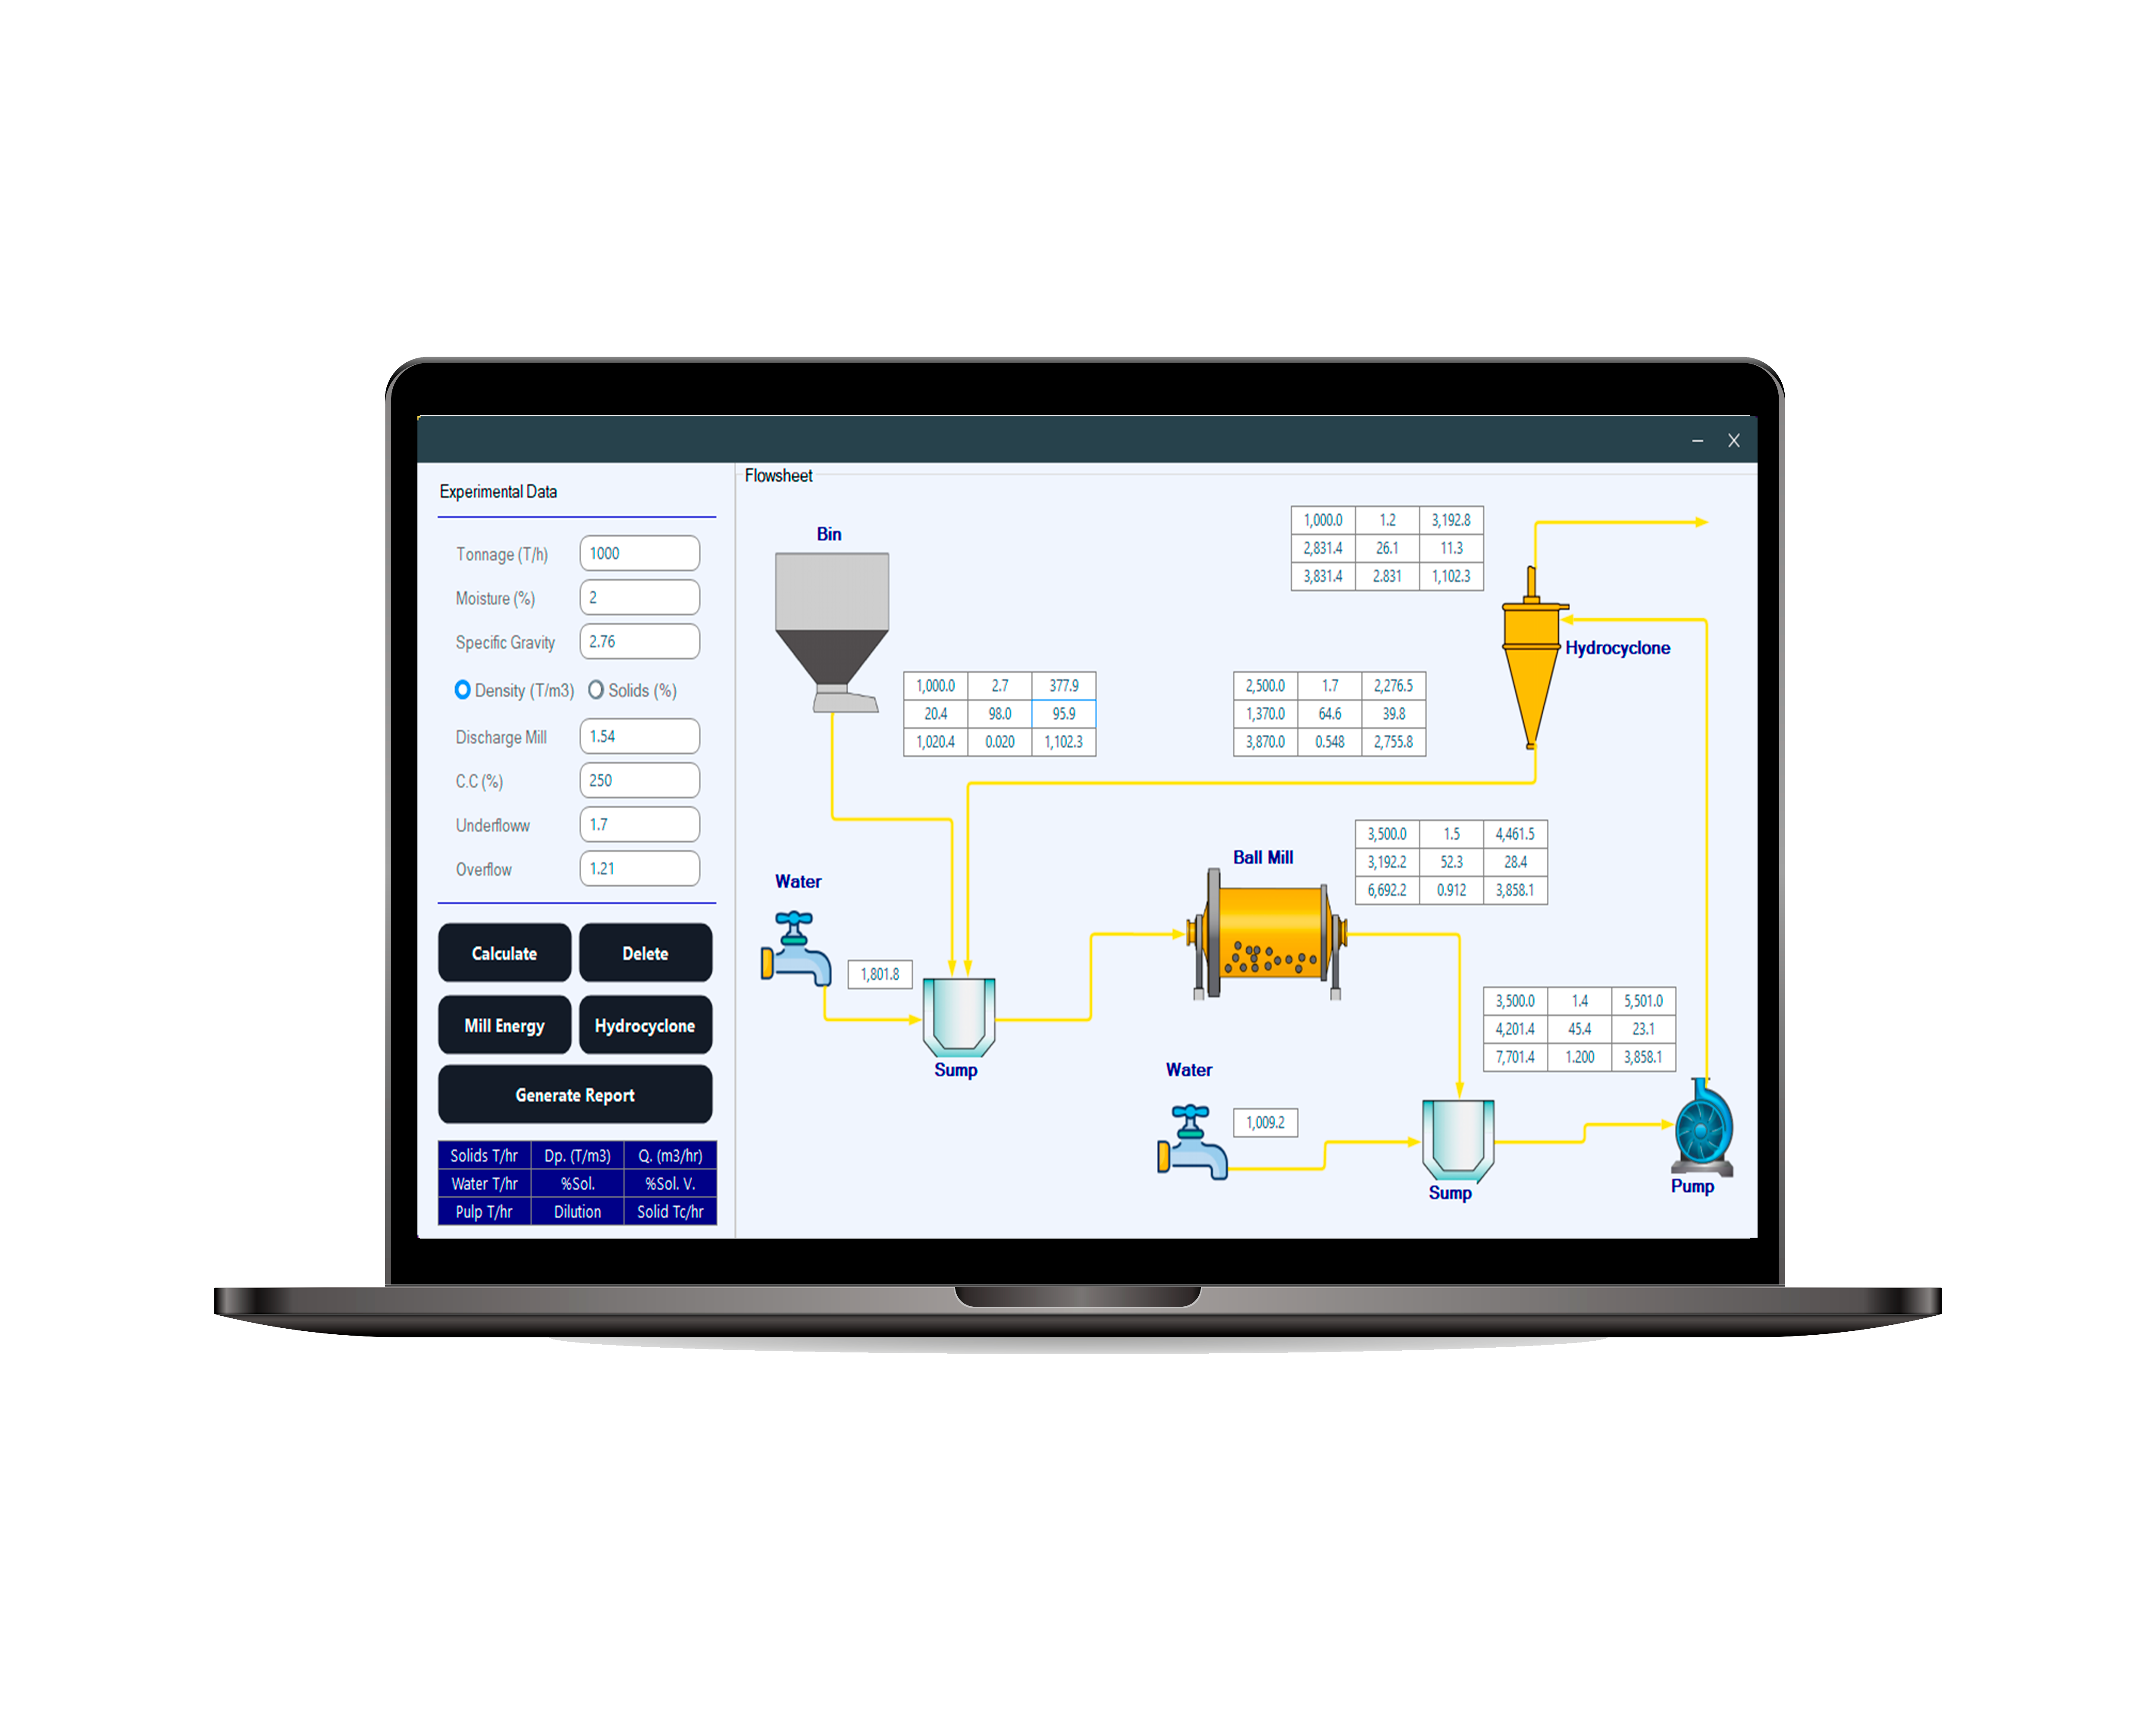 Experimental Data
Tonnage (T/h) 1000
Moisture (%) 2
Specific Gravity 2.76
Density (T/m3) Solids (%)
Discharge Mill 1.54
C.C (%) 250
Underfloww 1.7
Overflow 1.21
Calculate Delete
Mill Energy Hydrocyclone
Generate Report
Solids T/hr Dp. (T/m3) Q. (m3/hr)
Water T/hr %Sol. %Sol. V.
Pulp T/hr Dilution Solid Tc/hr
Flowsheet
Bin
1,000.0 2.7 377.9
20.4 98.0 95.9
1,020.4 0.020 1,102.3
1,000.0 1.2 3,192.8
2,831.4 26.1 11.3
3,831.4 2.831 1,102.3
Hydrocyclone
2,500.0 1.7 2,276.5
1,370.0 64.6 39.8
3,870.0 0.548 2,755.8
Water
1,801.8
Sump
Ball Mill
3,500.0 1.5 4,461.5
3,192.2 52.3 28.4
6,692.2 0.912 3,858.1
Water
1,009.2
Sump
3,500.0 1.4 5,501.0
4,201.4 45.4 23.1
7,701.4 1.200 3,858.1
Pump